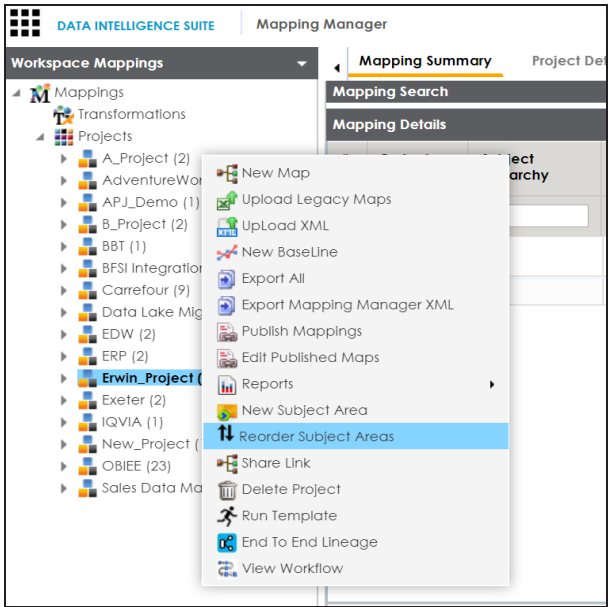 DATA INTELLIGENCE SUITE Mapping Manager
Workspace Mappings
Mapping Summary Project Det
Mapping Search
Mapping Details
Mappings
Transformations
Projects
A_Project (2)
AdventureWor
APJ_Demo (1)
B_Project (2)
BBT (1)
BFSI Integration
Carrefour (9)
Data Lake Mig
EDW (2)
ERP (2)
Erwin_Project (
Exeter (2)
IQVIA (1)
New_Project (
OBIEE (23)
Sales Data Ma
New Map
Upload Legacy Maps
UpLoad XML
New BaseLine
Export All
Export Mapping Manager XML
Publish Mappings
Edit Published Maps
Reports
New Subject Area
Reorder Subject Areas
Share Link
Delete Project
Run Template
End To End Lineage
View Workflow